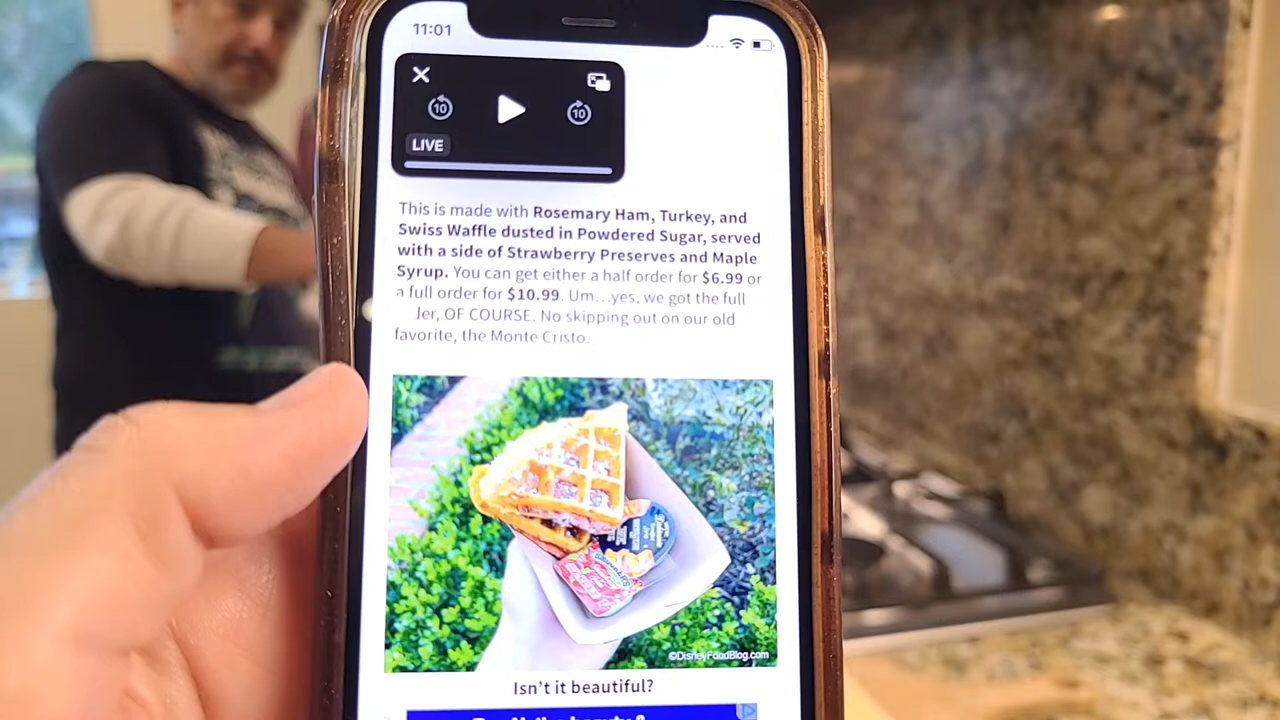 11:01
10
10
LIVE
This is made with Rosemary Ham, Turkey, and
Swiss Waffle dusted in Powdered Sugar, served
with a side of Strawberry Preserves and Maple
Syrup. You can get either a half order for $6.99 or
a full order for $10.99. Um...yes, we got the full
Jer, OF COURSE. No skipping out on our old
favorite, the Monte Cristo.
©DisneyFoodBlog.com
Isn't it beautiful?